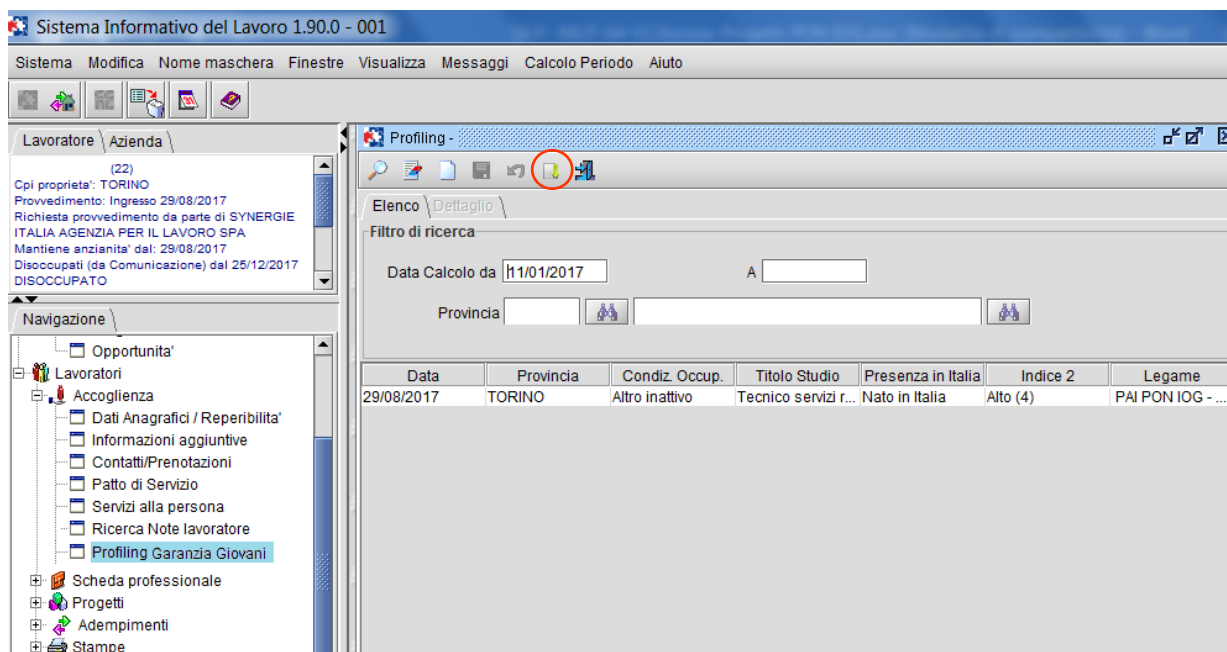 Sistema Informativo del Lavoro 1.90.0 - 001
Sistema Modifica Nome maschera Finestre Visualizza Messaggi Calcolo Periodo Aiuto
Lavoratore Azienda
(22)
Cpi proprieta': TORINO
Provvedimento: Ingresso 29/08/2017
Richiesta provvedimento da parte di SYNERGIE
ITALIA AGENZIA PER IL LAVORO SPA
Mantiene anzianita' dal: 29/08/2017
Disoccupati (da Comunicazione) dal 25/12/2017
DISOCCUPATO
Navigazione
Opportunita'
Lavoratori
Accoglienza
Dati Anagrafici / Reperibilita'
Informazioni aggiuntive
Contatti/Prenotazioni
Patto di Servizio
Servizi alla persona
Ricerca Note lavoratore
Profiling Garanzia Giovani
Scheda professionale
Progetti
Adempimenti
Stampe
Profiling -
Elenco Dettaglio
Filtro di ricerca
Data Calcolo da 11/01/2017 A
Provincia
Data Provincia Condiz. Occup. Titolo Studio Presenza in Italia Indice 2 Legame
29/08/2017 TORINO Altro inattivo Tecnico servizi r... Nato in Italia Alto (4) PAI PON IOG - ...